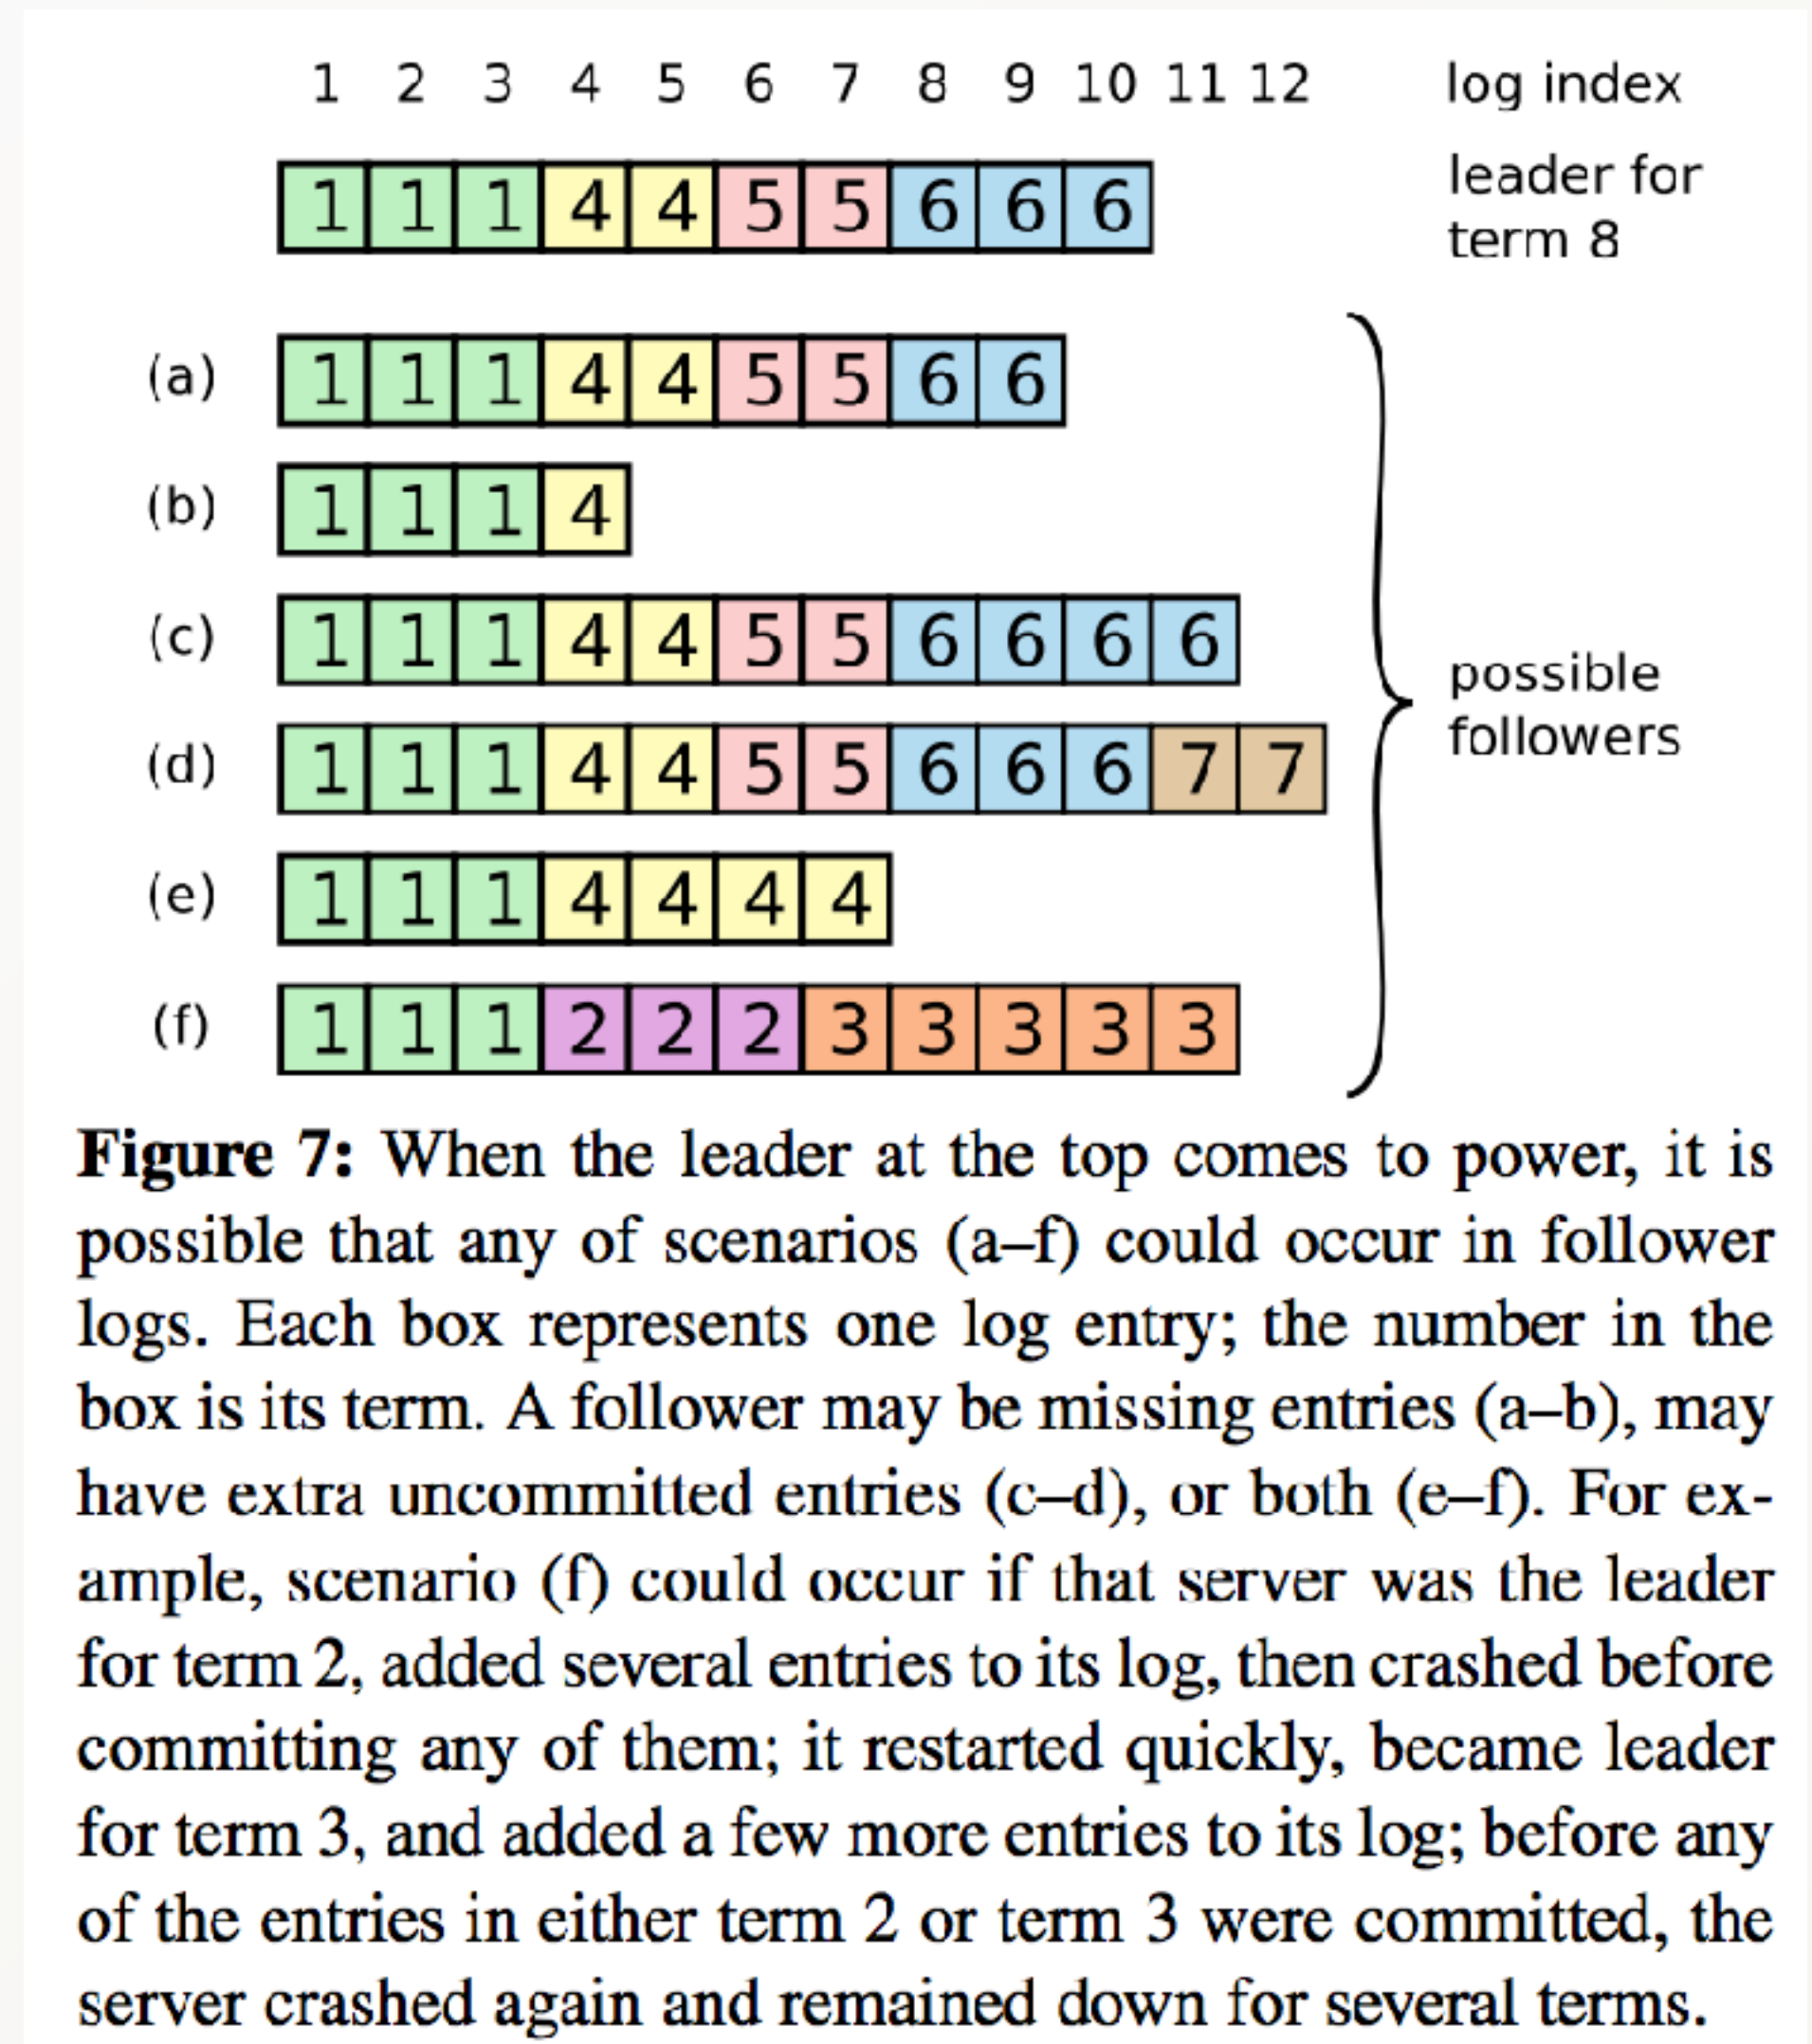 1 2 3 4 5 6 7 8 9 10 11 12 log index
1 1 1 4 4 5 5 6 6 6 leader for
term 8
(a) 1 1 1 4 4 5 5 6 6
(b) 1 1 1 4
(c) 1 1 1 4 4 5 5 6 6 6 6
(d) 1 1 1 4 4 5 5 6 6 6 7 7
(e) 1 1 1 4 4 4 4
(f) 1 1 1 2 2 2 3 3 3 3 3
possible
followers
Figure 7: When the leader at the top comes to power, it is
possible that any of scenarios (a–f) could occur in follower
logs. Each box represents one log entry; the number in the
box is its term. A follower may be missing entries (a–b), may
have extra uncommitted entries (c–d), or both (e–f). For ex-
ample, scenario (f) could occur if that server was the leader
for term 2, added several entries to its log, then crashed before
committing any of them; it restarted quickly, became leader
for term 3, and added a few more entries to its log; before any
of the entries in either term 2 or term 3 were committed, the
server crashed again and remained down for several terms.